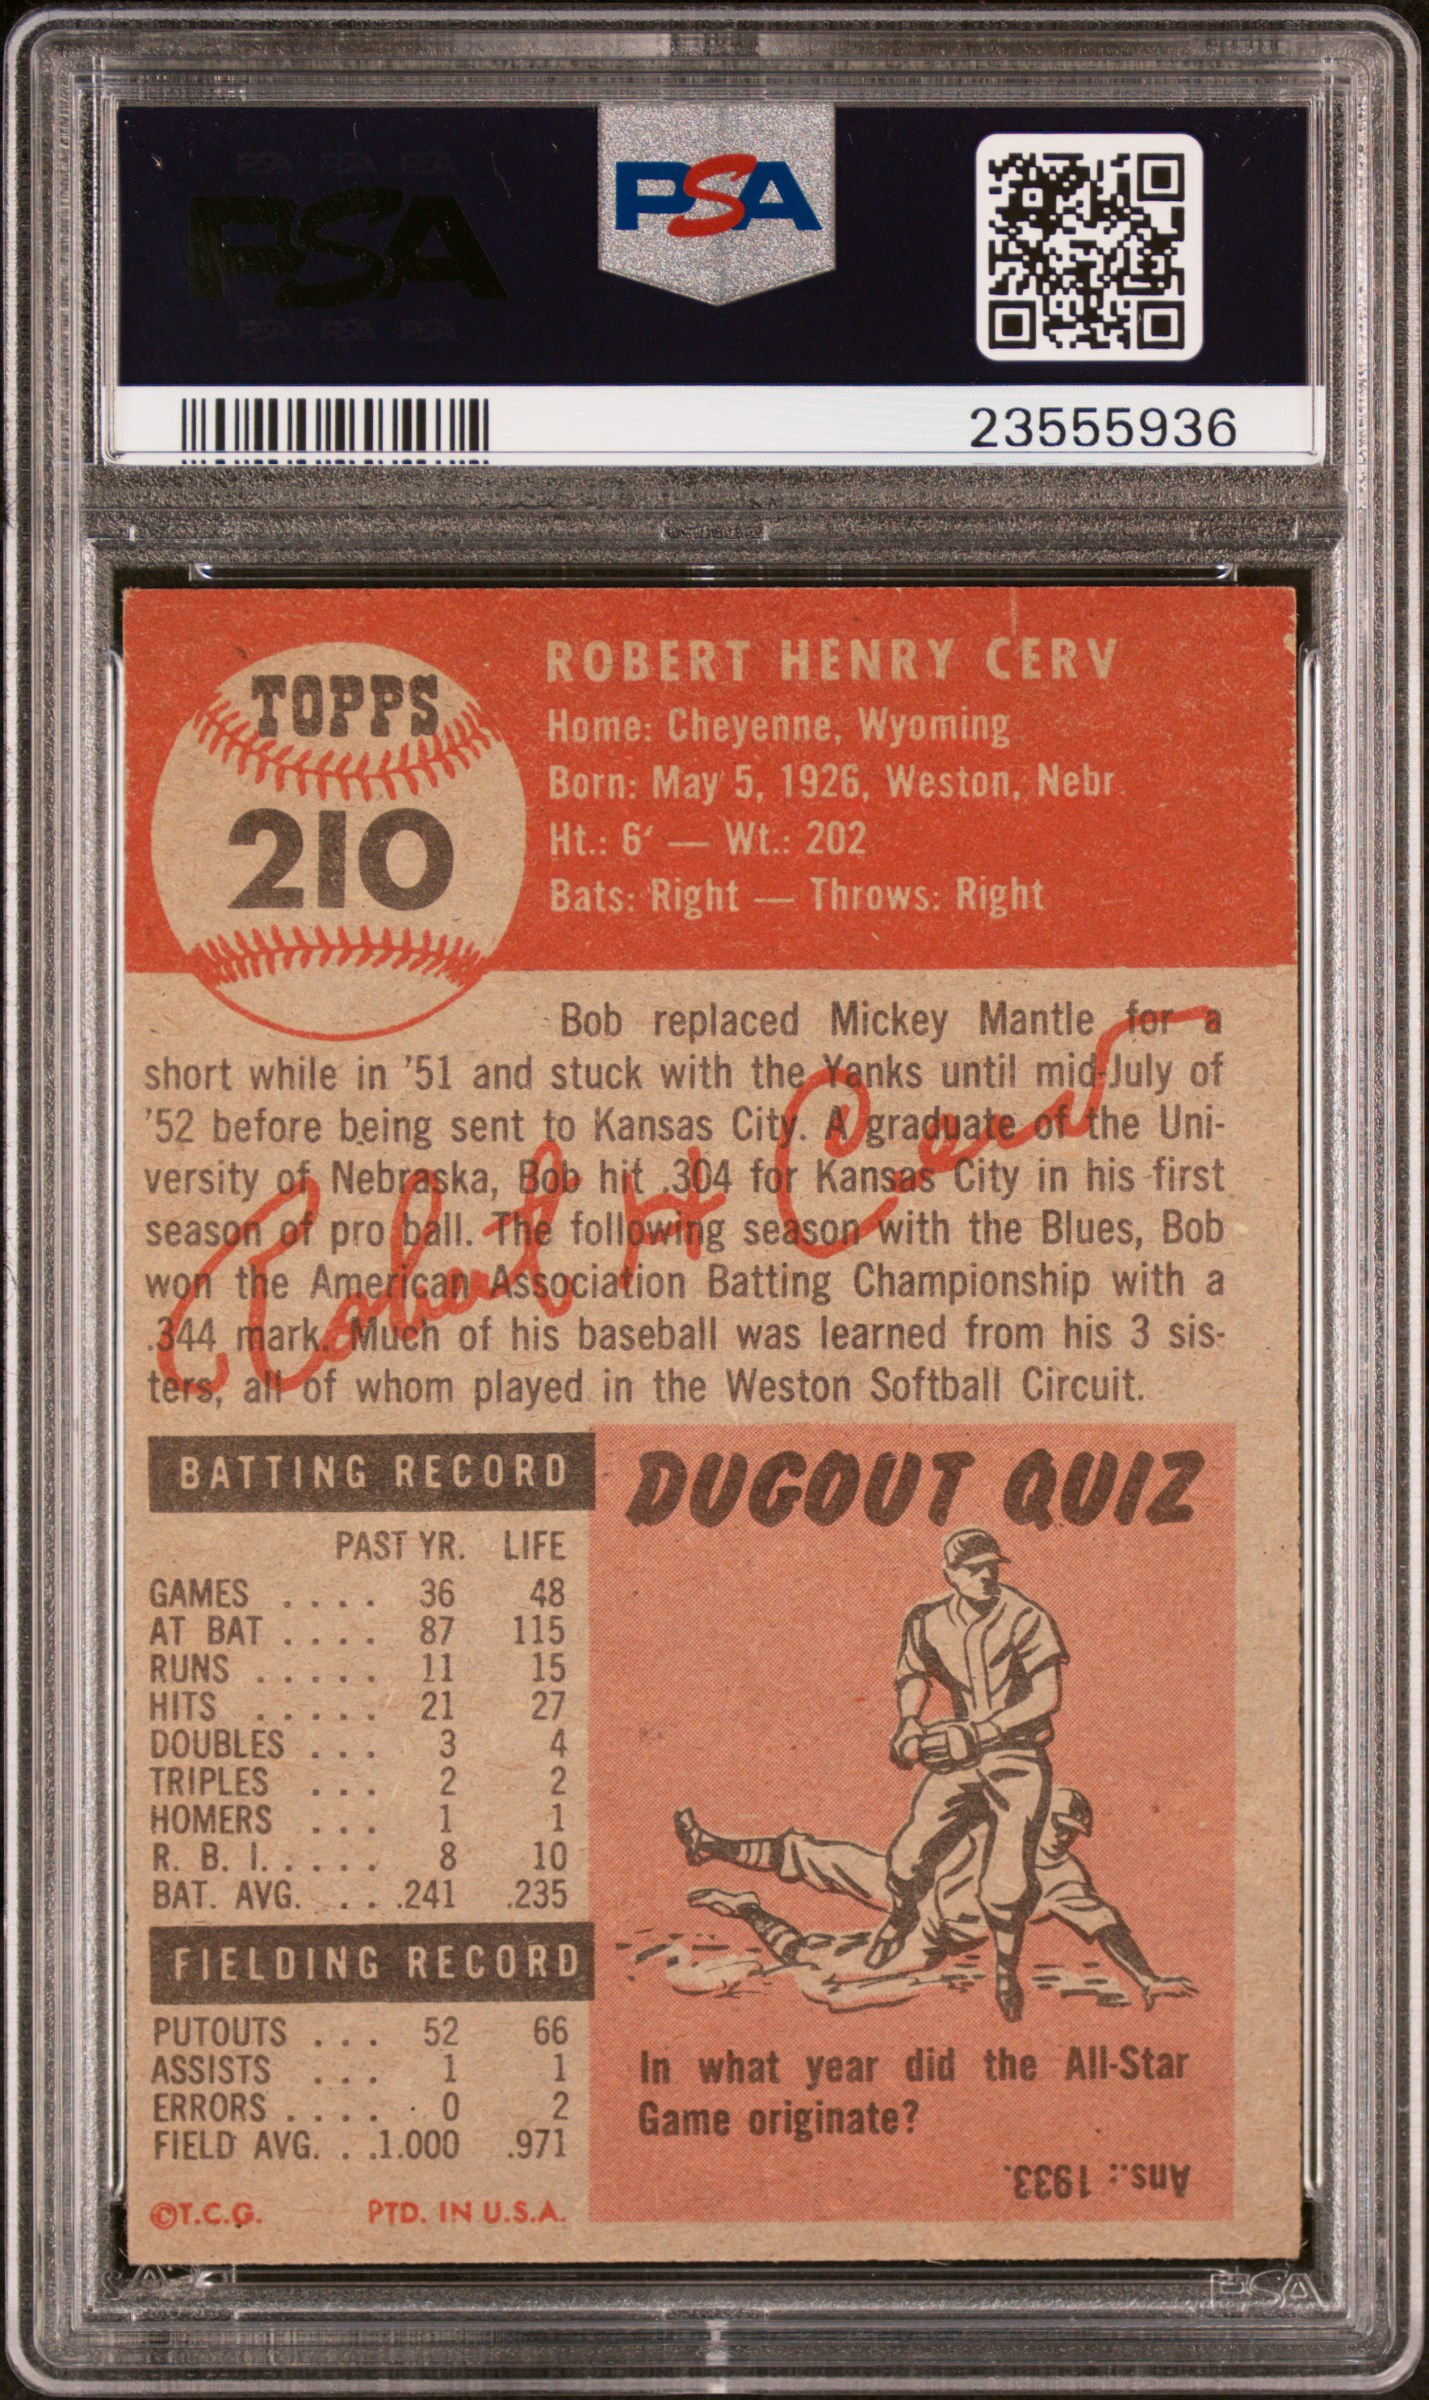 PSA PSA PSA
PSA
PSA PSA PSA
PSA
23555936
TOPPS
210
ROBERT HENRY CERV
Home: Cheyenne, Wyoming
Born: May 5, 1926, Weston, Nebr.
Ht.: 6' — Wt.: 202
Bats: Right — Throws: Right
Bob replaced Mickey Mantle for a
short while in '51 and stuck with the Yanks until mid-July of
'52 before being sent to Kansas City. A graduate of the Uni-
versity of Nebraska, Bob hit .304 for Kansas City in his first
season of pro ball. The following season with the Blues, Bob
won the American Association Batting Championship with a
.344 mark. Much of his baseball was learned from his 3 sis-
ters, all of whom played in the Weston Softball Circuit.
Robert H Cerv
BATTING RECORD
PAST YR. LIFE
GAMES .... 36 48
AT BAT .... 87 115
RUNS ..... 11 15
HITS ..... 21 27
DOUBLES ... 3 4
TRIPLES ... 2 2
HOMERS ... 1 1
R. B. I..... 8 10
BAT. AVG. ... .241 .235
FIELDING RECORD
PUTOUTS ... 52 66
ASSISTS ... 1 1
ERRORS .... 0 2
FIELD AVG. ..1.000 .971
©T.C.G. PTD. IN U.S.A.
DUGOUT QUIZ
In what year did the All-Star
Game originate?
Ans.: 1933.
PSA